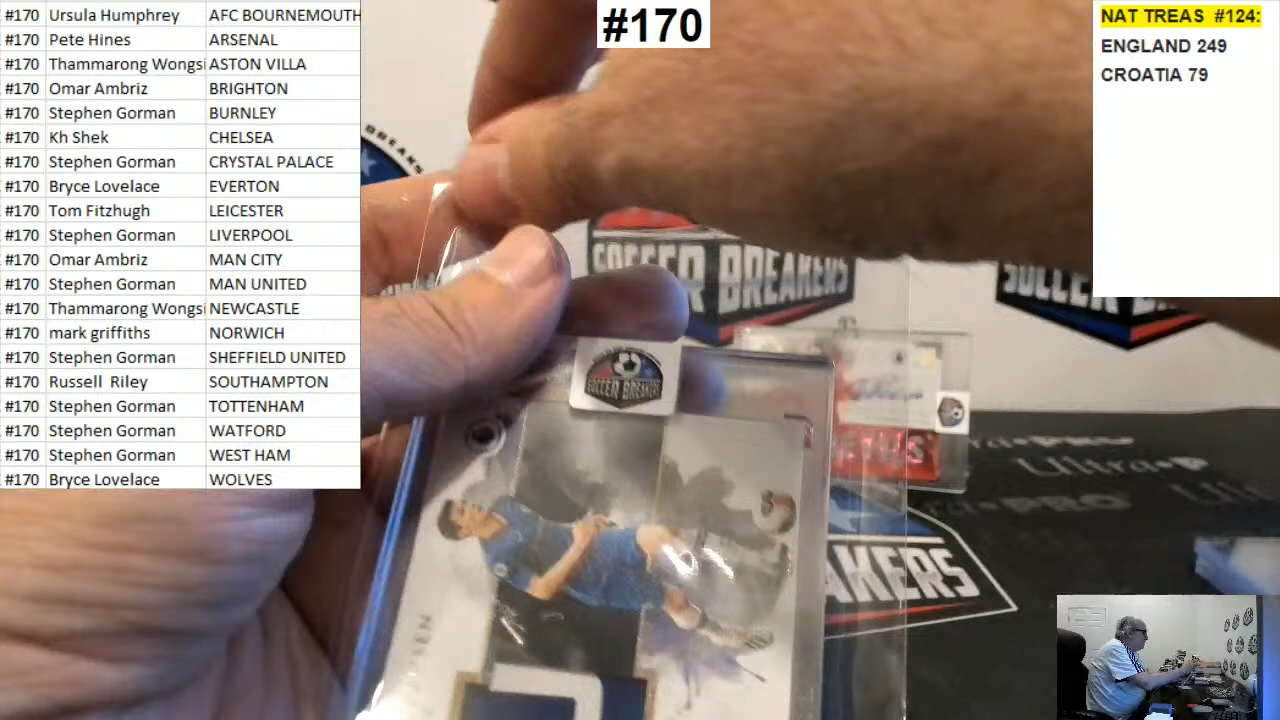 #170 Ursula Humphrey AFC BOURNEMOUTH
#170 Pete Hines ARSENAL
#170 Thammarong Wongsi ASTON VILLA
#170 Omar Ambriz BRIGHTON
#170 Stephen Gorman BURNLEY
#170 Kh Shek CHELSEA
#170 Stephen Gorman CRYSTAL PALACE
#170 Bryce Lovelace EVERTON
#170 Tom Fitzhugh LEICESTER
#170 Stephen Gorman LIVERPOOL
#170 Omar Ambriz MAN CITY
#170 Stephen Gorman MAN UNITED
#170 Thammarong Wongsi NEWCASTLE
#170 mark griffiths NORWICH
#170 Stephen Gorman SHEFFIELD UNITED
#170 Russell Riley SOUTHAMPTON
#170 Stephen Gorman TOTTENHAM
#170 Stephen Gorman WATFORD
#170 Stephen Gorman WEST HAM
#170 Bryce Lovelace WOLVES
#170
NAT TREAS #124:
ENGLAND 249
CROATIA 79
BREAKS
SOCCER BREAKERS
SOCCER BREAKERS
AKERS
Ultra
PRO